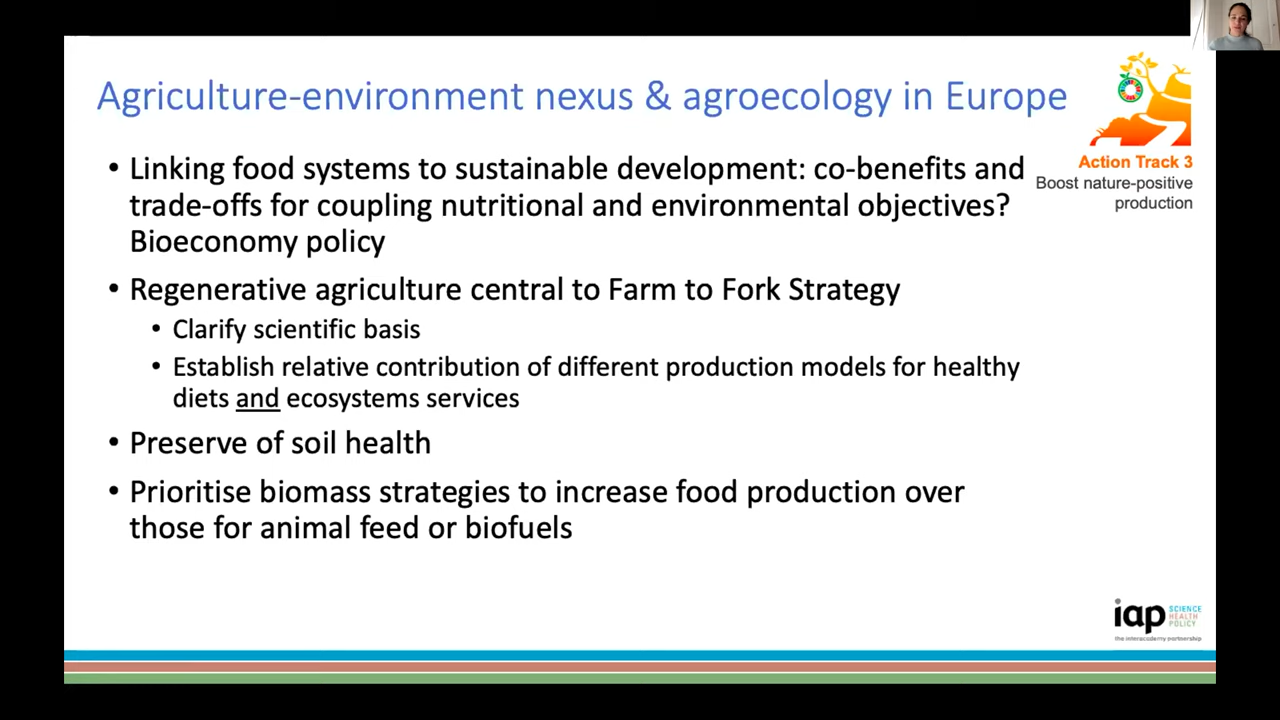 Agriculture-environment nexus & agroecology in Europe
Action Track 3
Boost nature-positive
production
• Linking food systems to sustainable development: co-benefits and
trade-offs for coupling nutritional and environmental objectives?
Bioeconomy policy
• Regenerative agriculture central to Farm to Fork Strategy
• Clarify scientific basis
• Establish relative contribution of different production models for healthy
diets and ecosystems services
• Preserve of soil health
• Prioritise biomass strategies to increase food production over
those for animal feed or biofuels
iap
SCIENCE
HEALTH
POLICY
the interacademy partnership